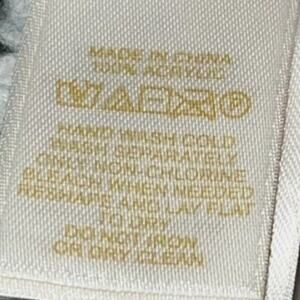 MADE IN CHINA
100% ACRYLIC
HAND WASH COLD
WASH SEPARATELY
ONLY NON-CHLORINE
BLEACH WHEN NEEDED
RESHAPE AND LAY FLAT
TO DRY
DO NOT IRON
OR DRY CLEAN